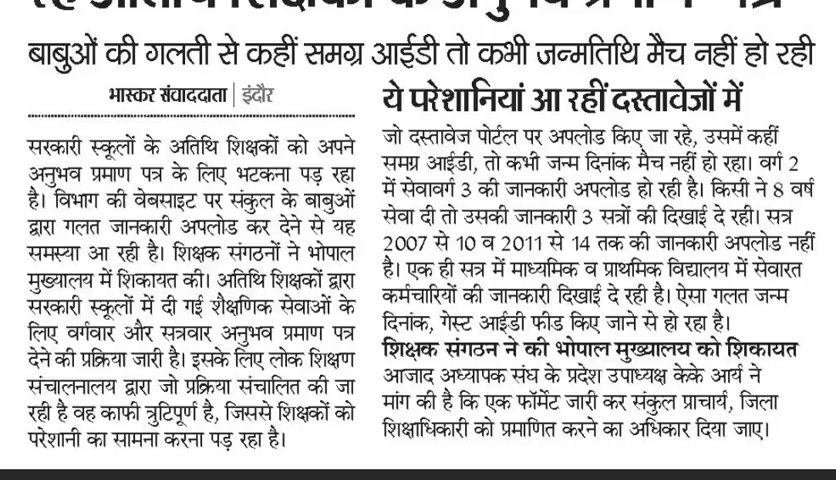 बाबुओं की गलती से कहीं समग्र आईडी तो कभी जन्मतिथि मैच नहीं हो रही
भास्कर संवाददाता | इंदौर
सरकारी स्कूलों के अतिथि शिक्षकों को अपने
अनुभव प्रमाण पत्र के लिए भटकना पड़ रहा
है। विभाग की वेबसाइट पर संकुल के बाबुओं
द्वारा गलत जानकारी अपलोड कर देने से यह
समस्या आ रही है। शिक्षक संगठनों ने भोपाल
मुख्यालय में शिकायत की। अतिथि शिक्षकों द्वारा
सरकारी स्कूलों में दी गई शैक्षणिक सेवाओं के
लिए वर्गवार और सत्रवार अनुभव प्रमाण पत्र
देने की प्रक्रिया जारी है। इसके लिए लोक शिक्षण
संचालनालय द्वारा जो प्रक्रिया संचालित की जा
रही है वह काफी त्रुटिपूर्ण है, जिससे शिक्षकों को
परेशानी का सामना करना पड़ रहा है।
ये परेशानियां आ रहीं दस्तावेजों में
जो दस्तावेज पोर्टल पर अपलोड किए जा रहे, उसमें कहीं
समग्र आईडी, तो कभी जन्म दिनांक मैच नहीं हो रहा। वर्ग 2
में सेवावर्ग 3 की जानकारी अपलोड हो रही है। किसी ने 8 वर्ष
सेवा दी तो उसकी जानकारी 3 सत्रों की दिखाई दे रही। सत्र
2007 से 10 व 2011 से 14 तक की जानकारी अपलोड नहीं
है। एक ही सत्र में माध्यमिक व प्राथमिक विद्यालय में सेवारत
कर्मचारियों की जानकारी दिखाई दे रही है। ऐसा गलत जन्म
दिनांक, गेस्ट आईडी फीड किए जाने से हो रहा है।
शिक्षक संगठन ने की भोपाल मुख्यालय को शिकायत
आजाद अध्यापक संघ के प्रदेश उपाध्यक्ष केके आर्य ने
मांग की है कि एक फॉर्मेट जारी कर संकुल प्राचार्य, जिला
शिक्षाधिकारी को प्रमाणित करने का अधिकार दिया जाए।